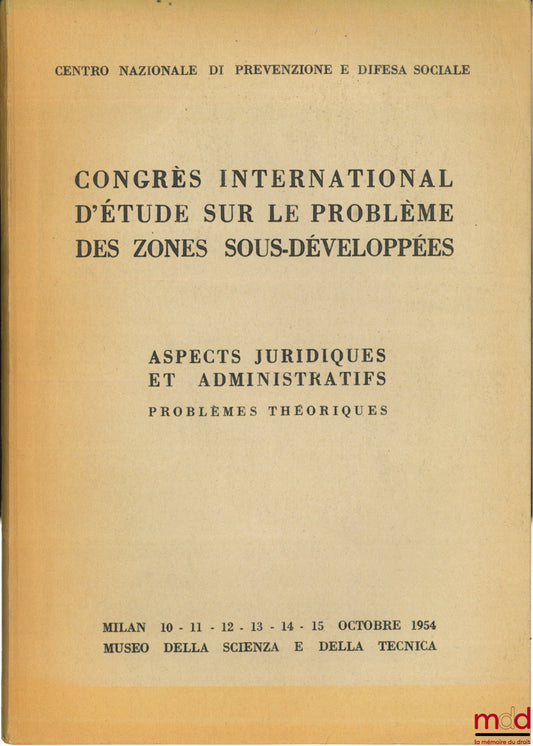 CENTRO NAZIONALE DI PREVENZIONE E DIFESA SOCIALE
CONGRÈS INTERNATIONAL
D'ÉTUDE SUR LE PROBLÈME
DES ZONES SOUS-DÉVELOPPÉES
ASPECTS JURIDIQUES
ET ADMINISTRATIFS
PROBLÈMES THÉORIQUES
MILAN 10 - 11 - 12 - 13 - 14 - 15 OCTOBRE 1954
MUSEO DELLA SCIENZA E DELLA TECNICA
mdd
la mémoire du droit